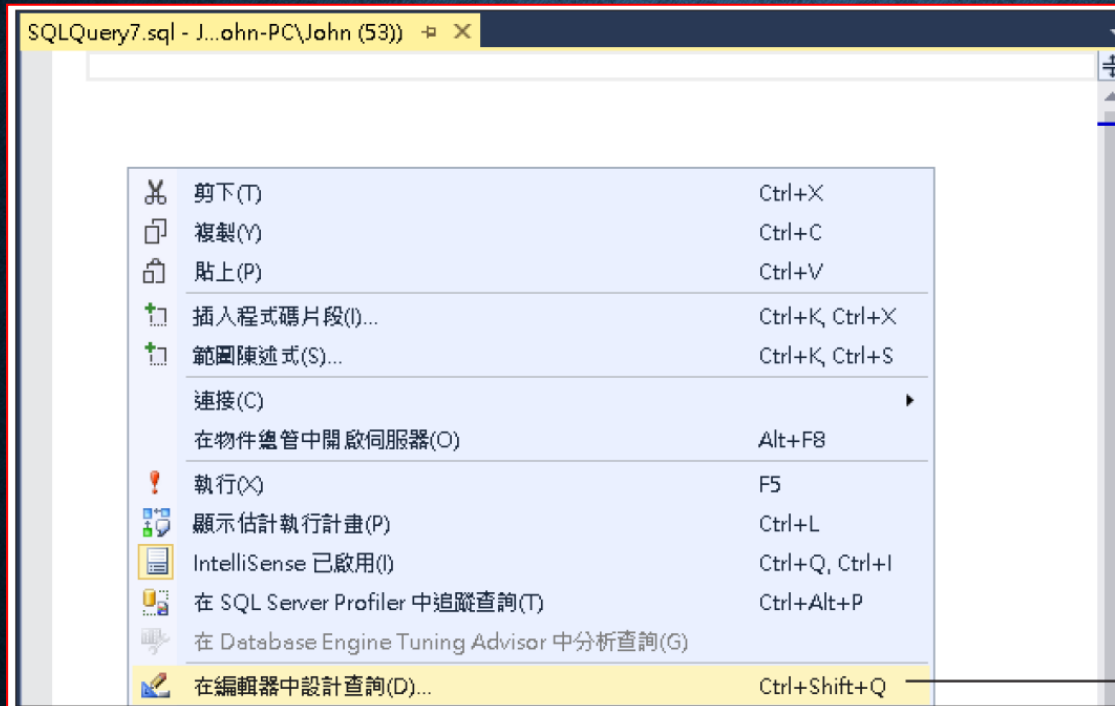 SQLQuery7.sql - J...ohn-PC\John (53))
剪下(T) Ctrl+X
複製(Y) Ctrl+C
貼上(P) Ctrl+V
插入程式碼片段(I)... Ctrl+K, Ctrl+X
範圍陳述式(S)... Ctrl+K, Ctrl+S
連接(C)
在物件總管中開啟伺服器(O) Alt+F8
執行(X) F5
顯示估計執行計畫(P) Ctrl+L
IntelliSense 已啟用(I) Ctrl+Q, Ctrl+I
在 SQL Server Profiler 中追蹤查詢(T) Ctrl+Alt+P
在 Database Engine Tuning Advisor 中分析查詢(G)
在編輯器中設計查詢(D)... Ctrl+Shift+Q